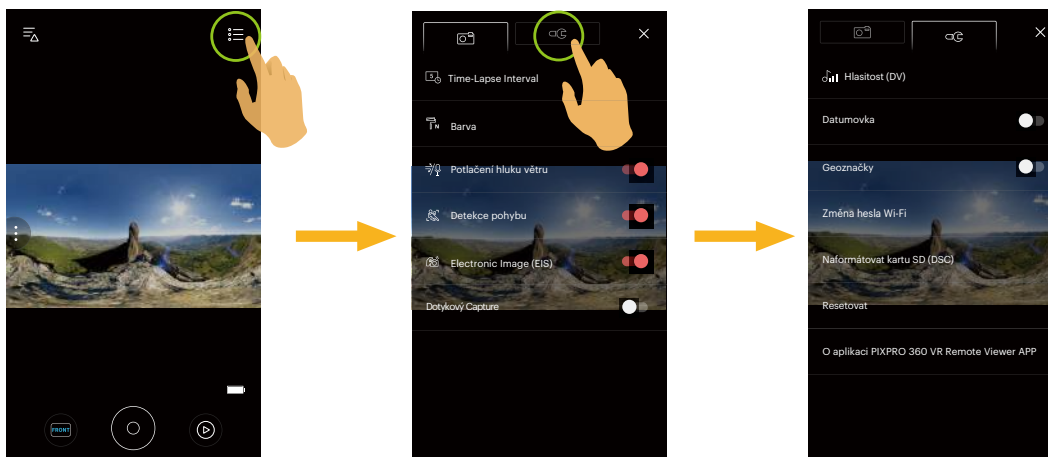 FRONT
5
Time-Lapse Interval
N
Barva
Potlačení hluku větru
Detekce pohybu
Electronic Image (EIS)
Dotykový Capture
Hlasitost (DV)
Datumovka
Geoznačky
Změna hesla Wi-Fi
Naformátovat kartu SD (DSC)
Resetovat
O aplikaci PIXPRO 360 VR Remote Viewer APP